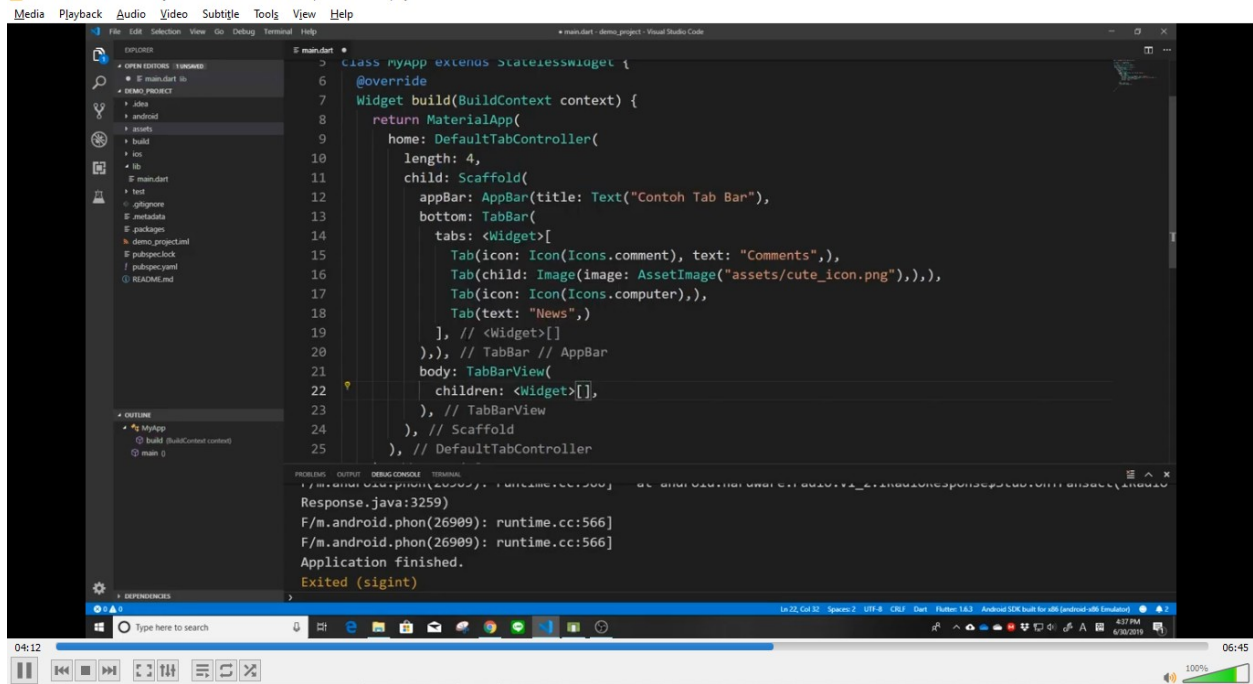 Media Playback Audio Video Subtitle Tools View Help
File Edit Selection View Go Debug Terminal Help
main.dart - demo_project - Visual Studio Code
EXPLORER
OPEN EDITORS 1 UNSAVED
main.dart lib
DEMO_PROJECT
.idea
android
assets
build
ios
lib
main.dart
test
.gitignore
.metadata
.packages
demo_project.iml
pubspec.lock
pubspec.yaml
README.md
OUTLINE
MyApp
build (BuildContext context)
main ()
DEPENDENCIES
main.dart
5 class MyApp extends StatelessWidget {
6 @override
7 Widget build(BuildContext context) {
8 return MaterialApp(
9 home: DefaultTabController(
10 length: 4,
11 child: Scaffold(
12 appBar: AppBar(title: Text("Contoh Tab Bar"),
13 bottom: TabBar(
14 tabs: <Widget>[
15 Tab(icon: Icon(Icons.comment), text: "Comments",),
16 Tab(child: Image(image: AssetImage("assets/cute_icon.png"),),),
17 Tab(icon: Icon(Icons.computer),),
18 Tab(text: "News",)
19 ], // <Widget>[]
20 ),), // TabBar // AppBar
21 body: TabBarView(
22 children: <Widget>[],
23 ), // TabBarView
24 ), // Scaffold
25 ), // DefaultTabController
PROBLEMS OUTPUT DEBUG CONSOLE TERMINAL
Response.java:3259)
F/m.android.phon(26909): runtime.cc:566]
F/m.android.phon(26909): runtime.cc:566]
Application finished.
Exited (sigint)
0 0 Ln 22, Col 32 Spaces: 2 UTF-8 CRLF Dart Flutter: 1.6.3 Android SDK built for x86 (android-x86 Emulator) 2
Type here to search
4:37 PM
6/30/2019
04:12 06:45
100%